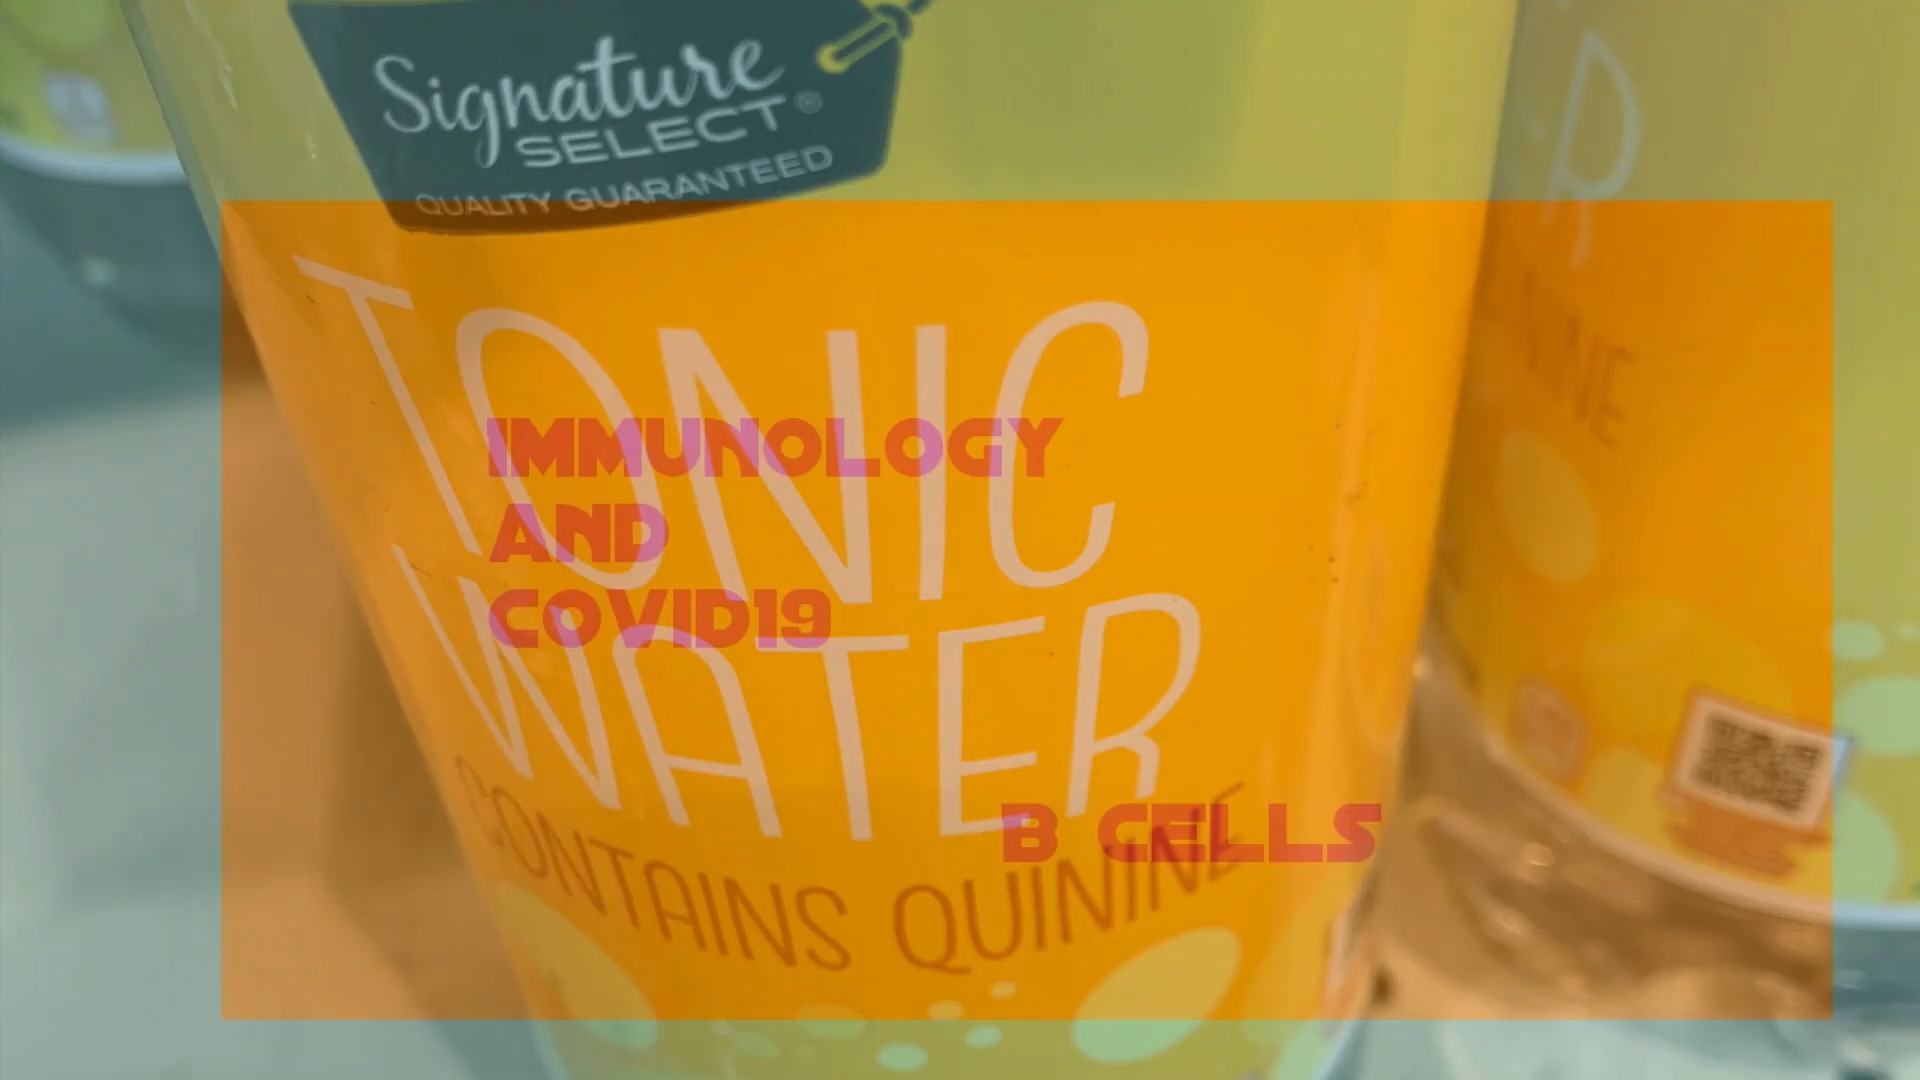 Signature
SELECT®
QUALITY GUARANTEED
TONIC
WATER
CONTAINS QUININE
IMMUNOLOGY
AND
COVID19
B CELLS